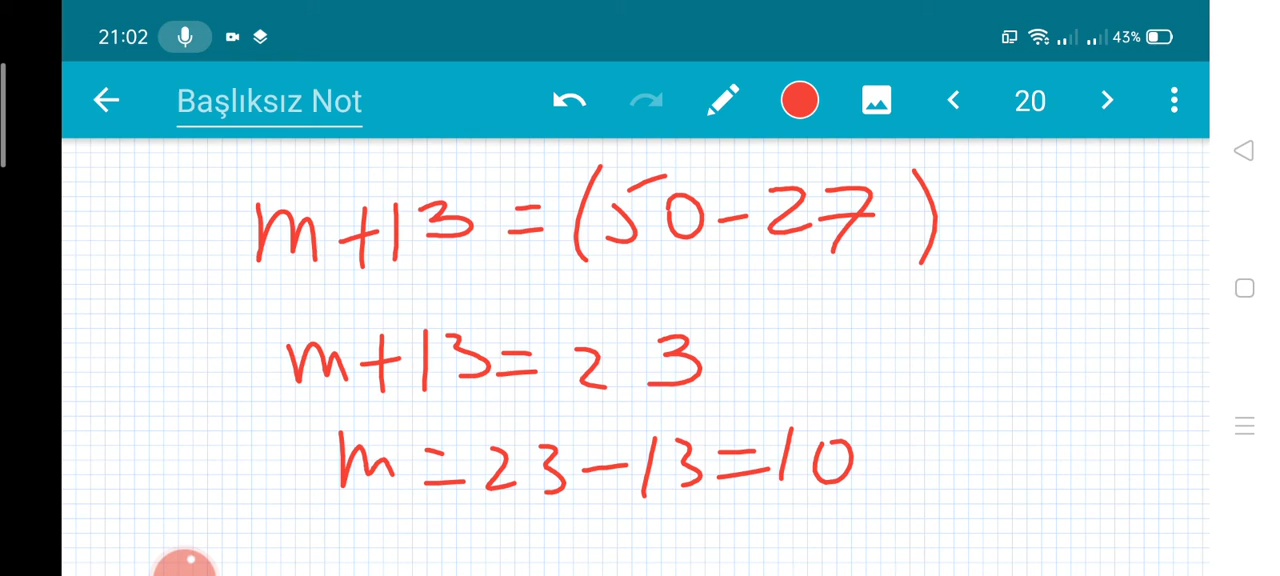 21:02 43%
Başlıksız Not 20
m+13=(50-27)
m+13=23
m=23-13=10